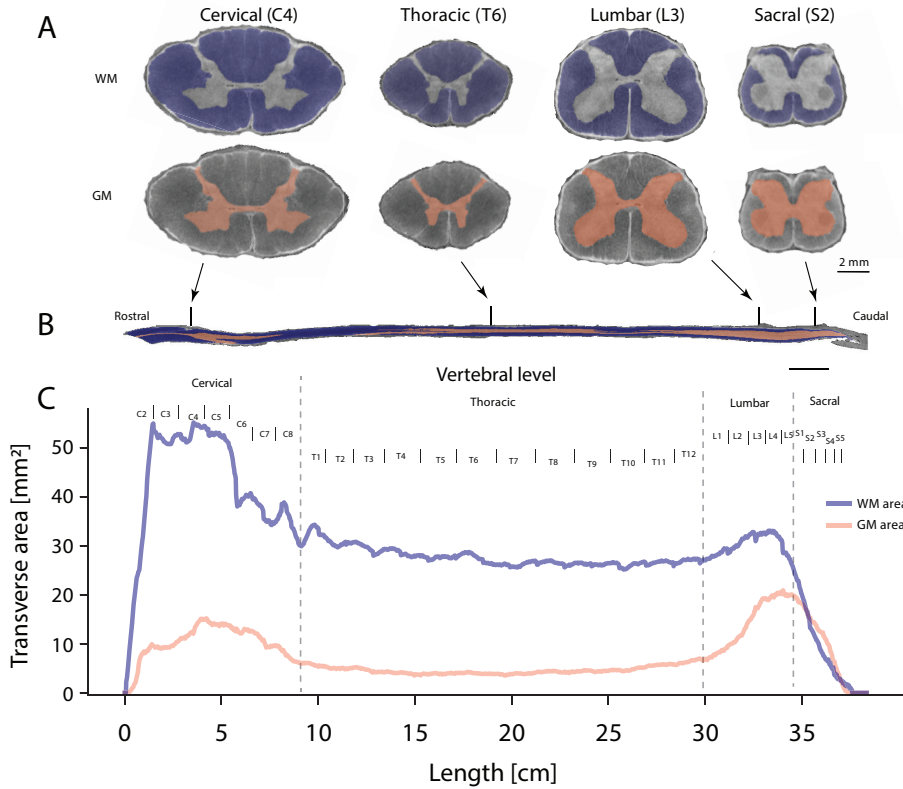 A
Cervical (C4) Thoracic (T6) Lumbar (L3) Sacral (S2)
WM
GM
2 mm
B
Rostral Caudal
C
Vertebral level
Cervical Thoracic Lumbar Sacral
C2 C3 C4 C5 C6 C7 C8 T1 T2 T3 T4 T5 T6 T7 T8 T9 T10 T11 T12 L1 L2 L3 L4 L5 S1 S2 S3 S4 S5
WM area
GM area
Transverse area [mm²]
50
40
30
20
10
0
0 5 10 15 20 25 30 35
Length [cm]